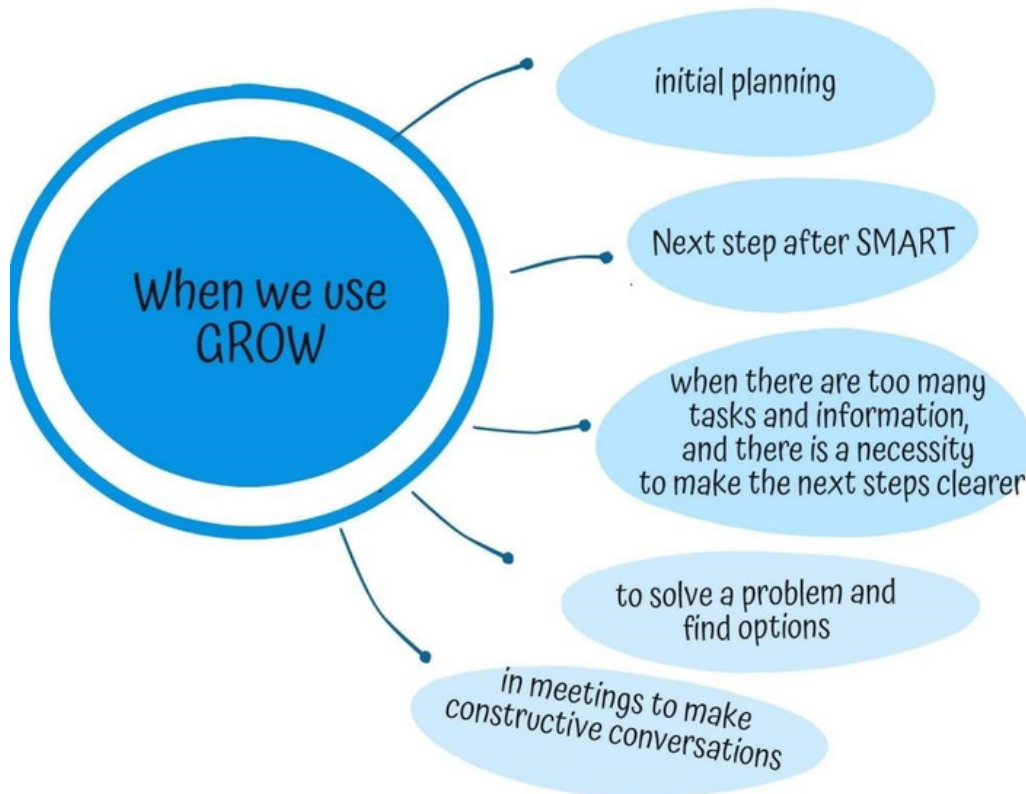 When we use
GROW
initial planning
Next step after SMART
when there are too many
tasks and information,
and there is a necessity
to make the next steps clearer
to solve a problem and
find options
in meetings to make
constructive conversations